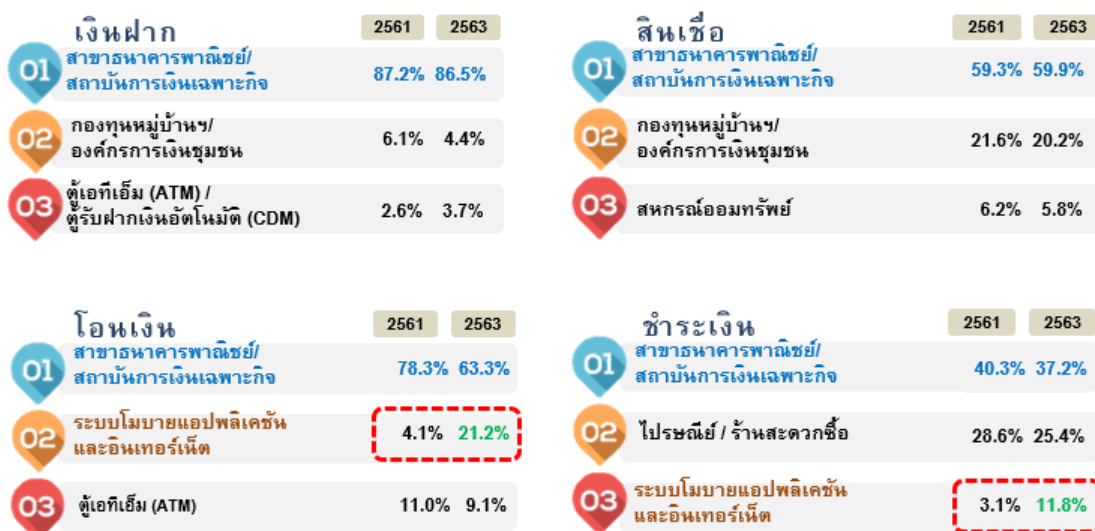 เงินฝาก 2561 2563
01 สาขาธนาคารพาณิชย์/
สถาบันการเงินเฉพาะกิจ 87.2% 86.5%
02 กองทุนหมู่บ้านฯ/
องค์กรการเงินชุมชน 6.1% 4.4%
03 ตู้เอทีเอ็ม (ATM) /
ตู้รับฝากเงินอัตโนมัติ (CDM) 2.6% 3.7%
สินเชื่อ 2561 2563
01 สาขาธนาคารพาณิชย์/
สถาบันการเงินเฉพาะกิจ 59.3% 59.9%
02 กองทุนหมู่บ้านฯ/
องค์กรการเงินชุมชน 21.6% 20.2%
03 สหกรณ์ออมทรัพย์ 6.2% 5.8%
โอนเงิน 2561 2563
01 สาขาธนาคารพาณิชย์/
สถาบันการเงินเฉพาะกิจ 78.3% 63.3%
02 ระบบโมบายแอปพลิเคชัน
และอินเทอร์เน็ต 4.1% 21.2%
03 ตู้เอทีเอ็ม (ATM) 11.0% 9.1%
ชำระเงิน 2561 2563
01 สาขาธนาคารพาณิชย์/
สถาบันการเงินเฉพาะกิจ 40.3% 37.2%
02 ไปรษณีย์ / ร้านสะดวกซื้อ 28.6% 25.4%
03 ระบบโมบายแอปพลิเคชัน
และอินเทอร์เน็ต 3.1% 11.8%